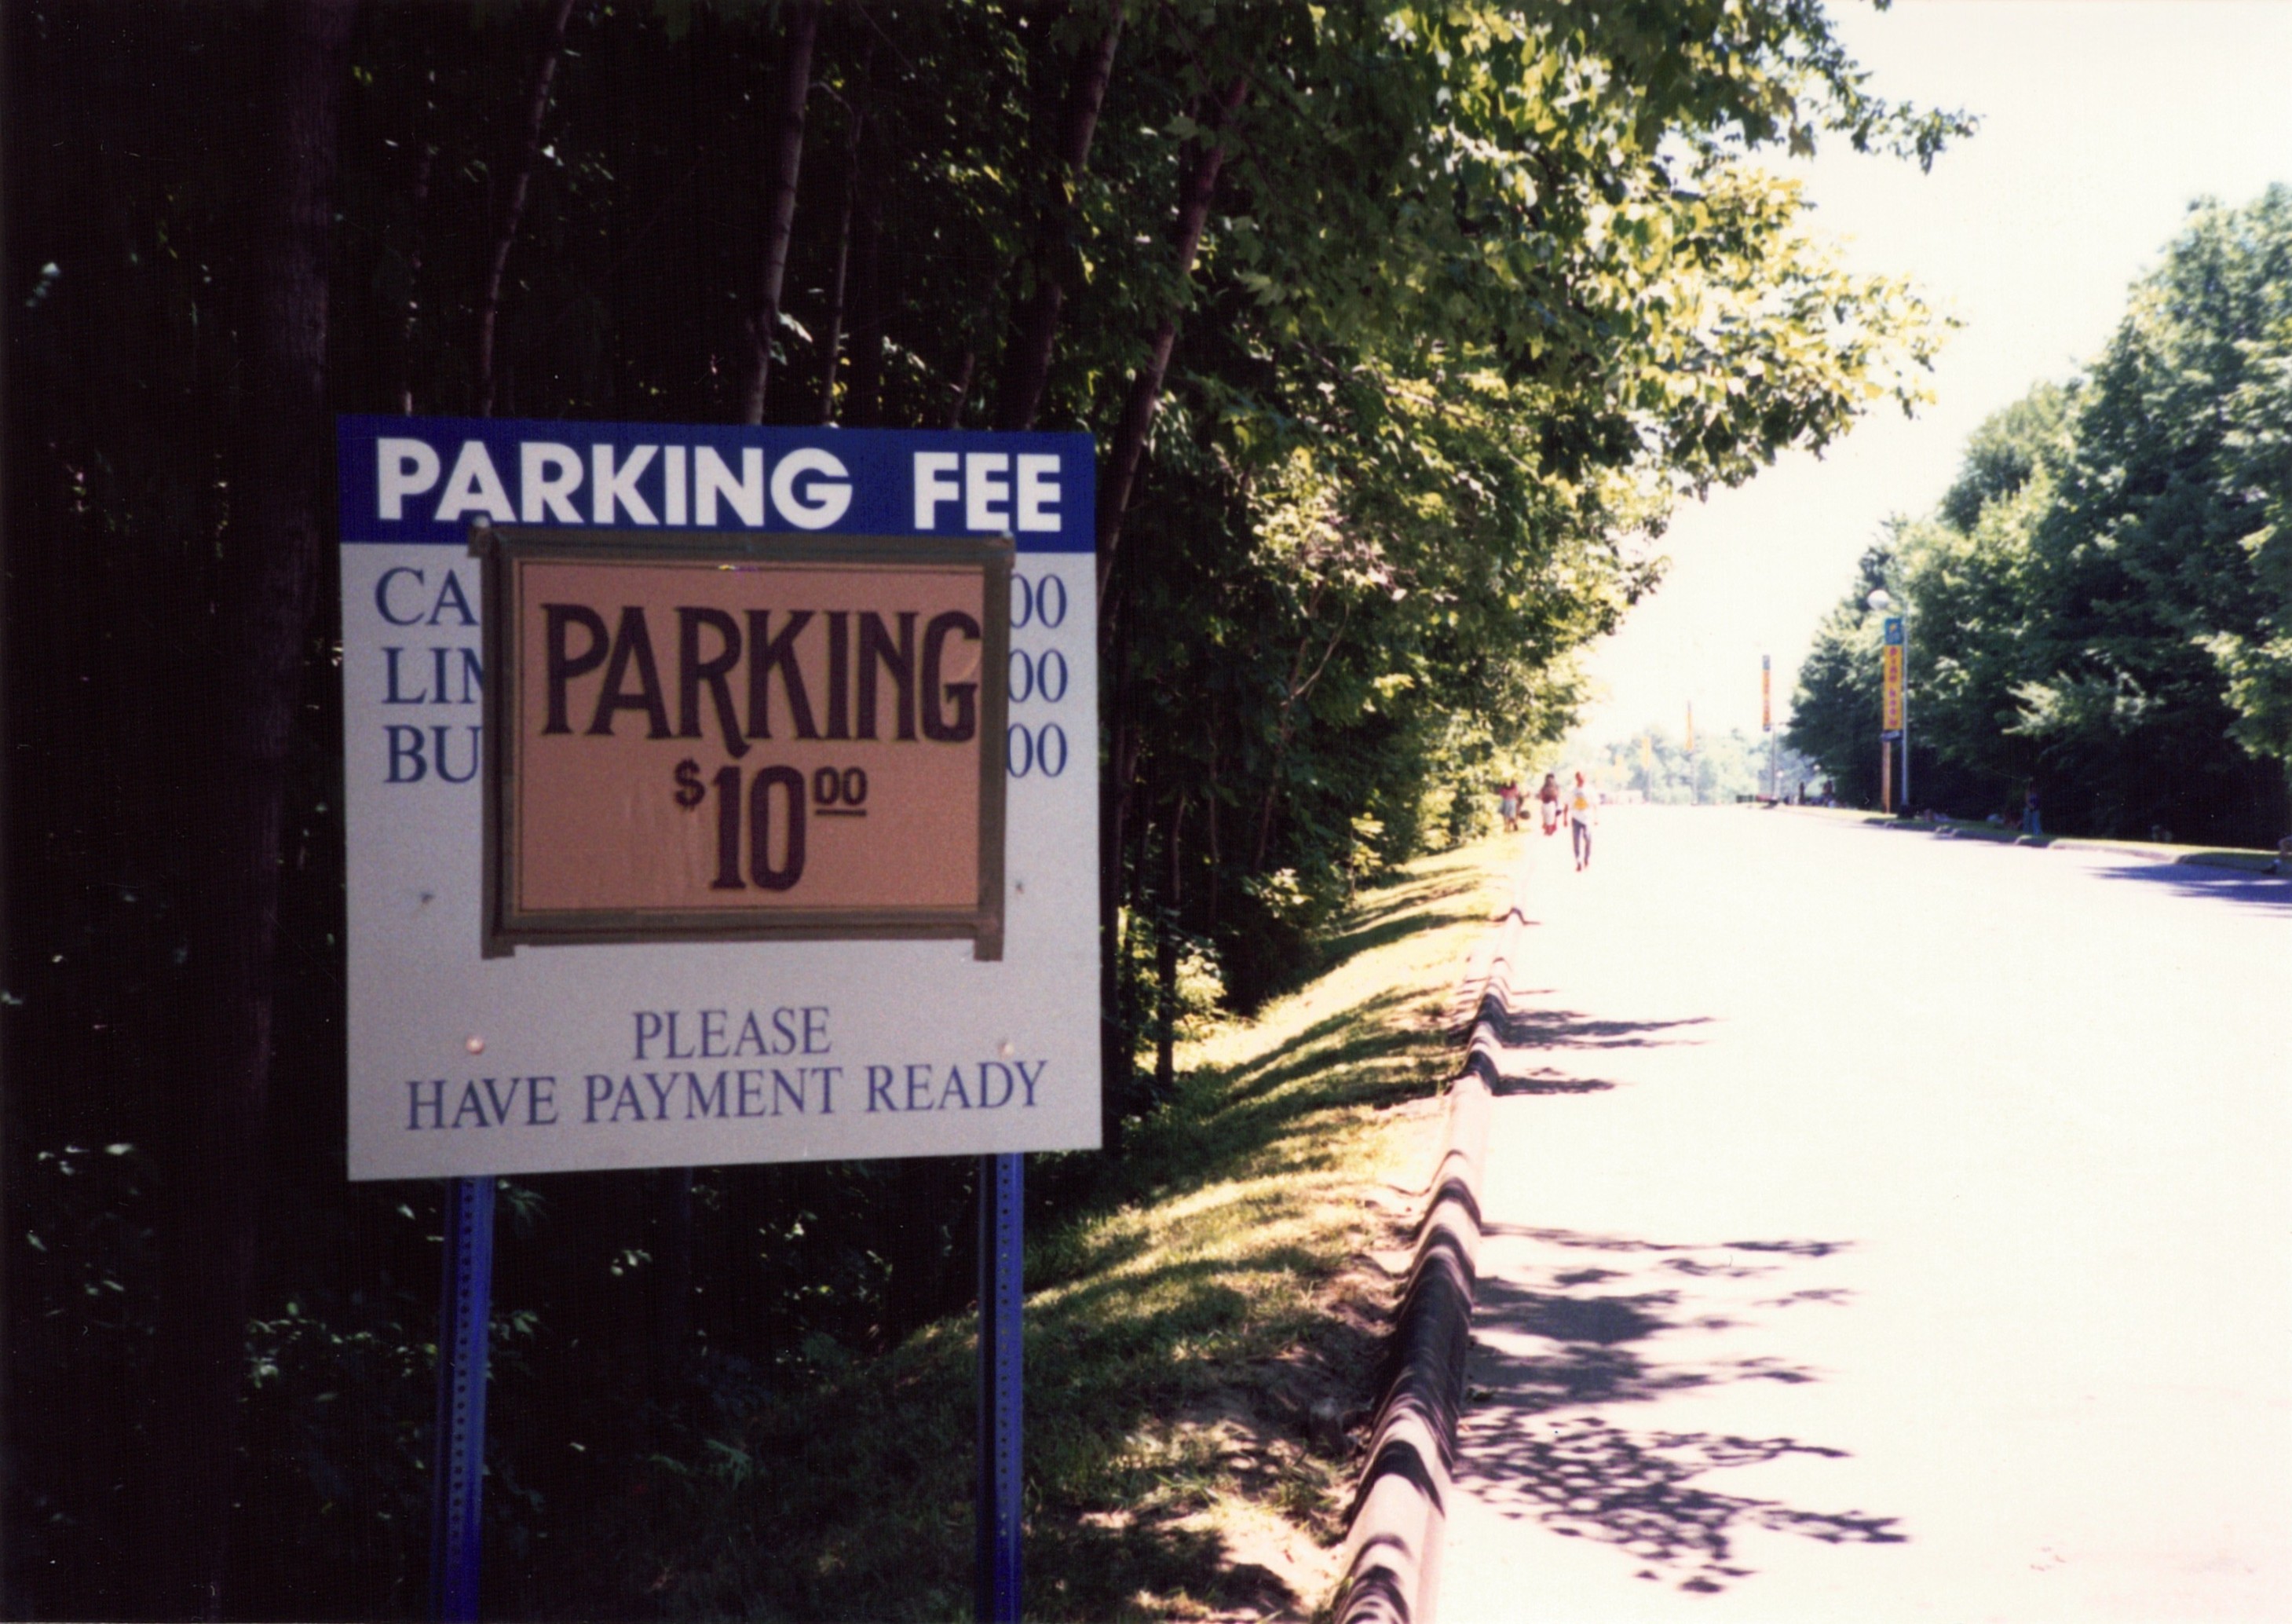 PARKING FEE
CA 00
LIM 00
BU 00
PARKING
$10 00
PLEASE
HAVE PAYMENT READY